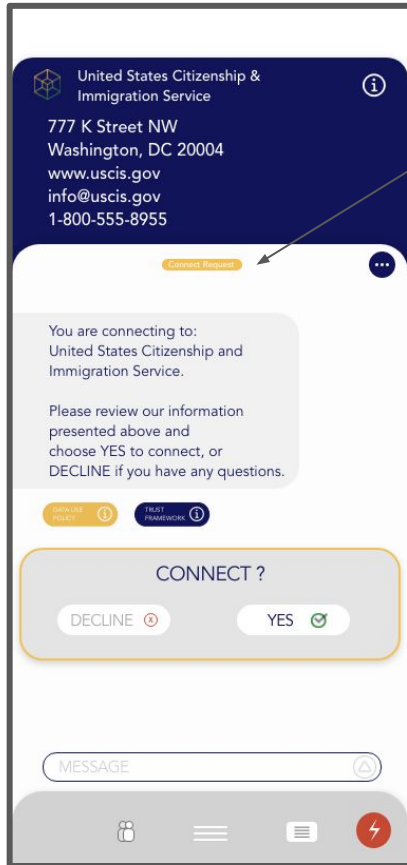 United States Citizenship &
Immigration Service
777 K Street NW
Washington, DC 20004
www.uscis.gov
info@uscis.gov
1-800-555-8955
Connect Request
You are connecting to:
United States Citizenship and
Immigration Service.
Please review our information
presented above and
choose YES to connect, or
DECLINE if you have any questions.
DATA USE
POLICY
TRUST
FRAMEWORK
CONNECT ?
DECLINE
YES
MESSAGE